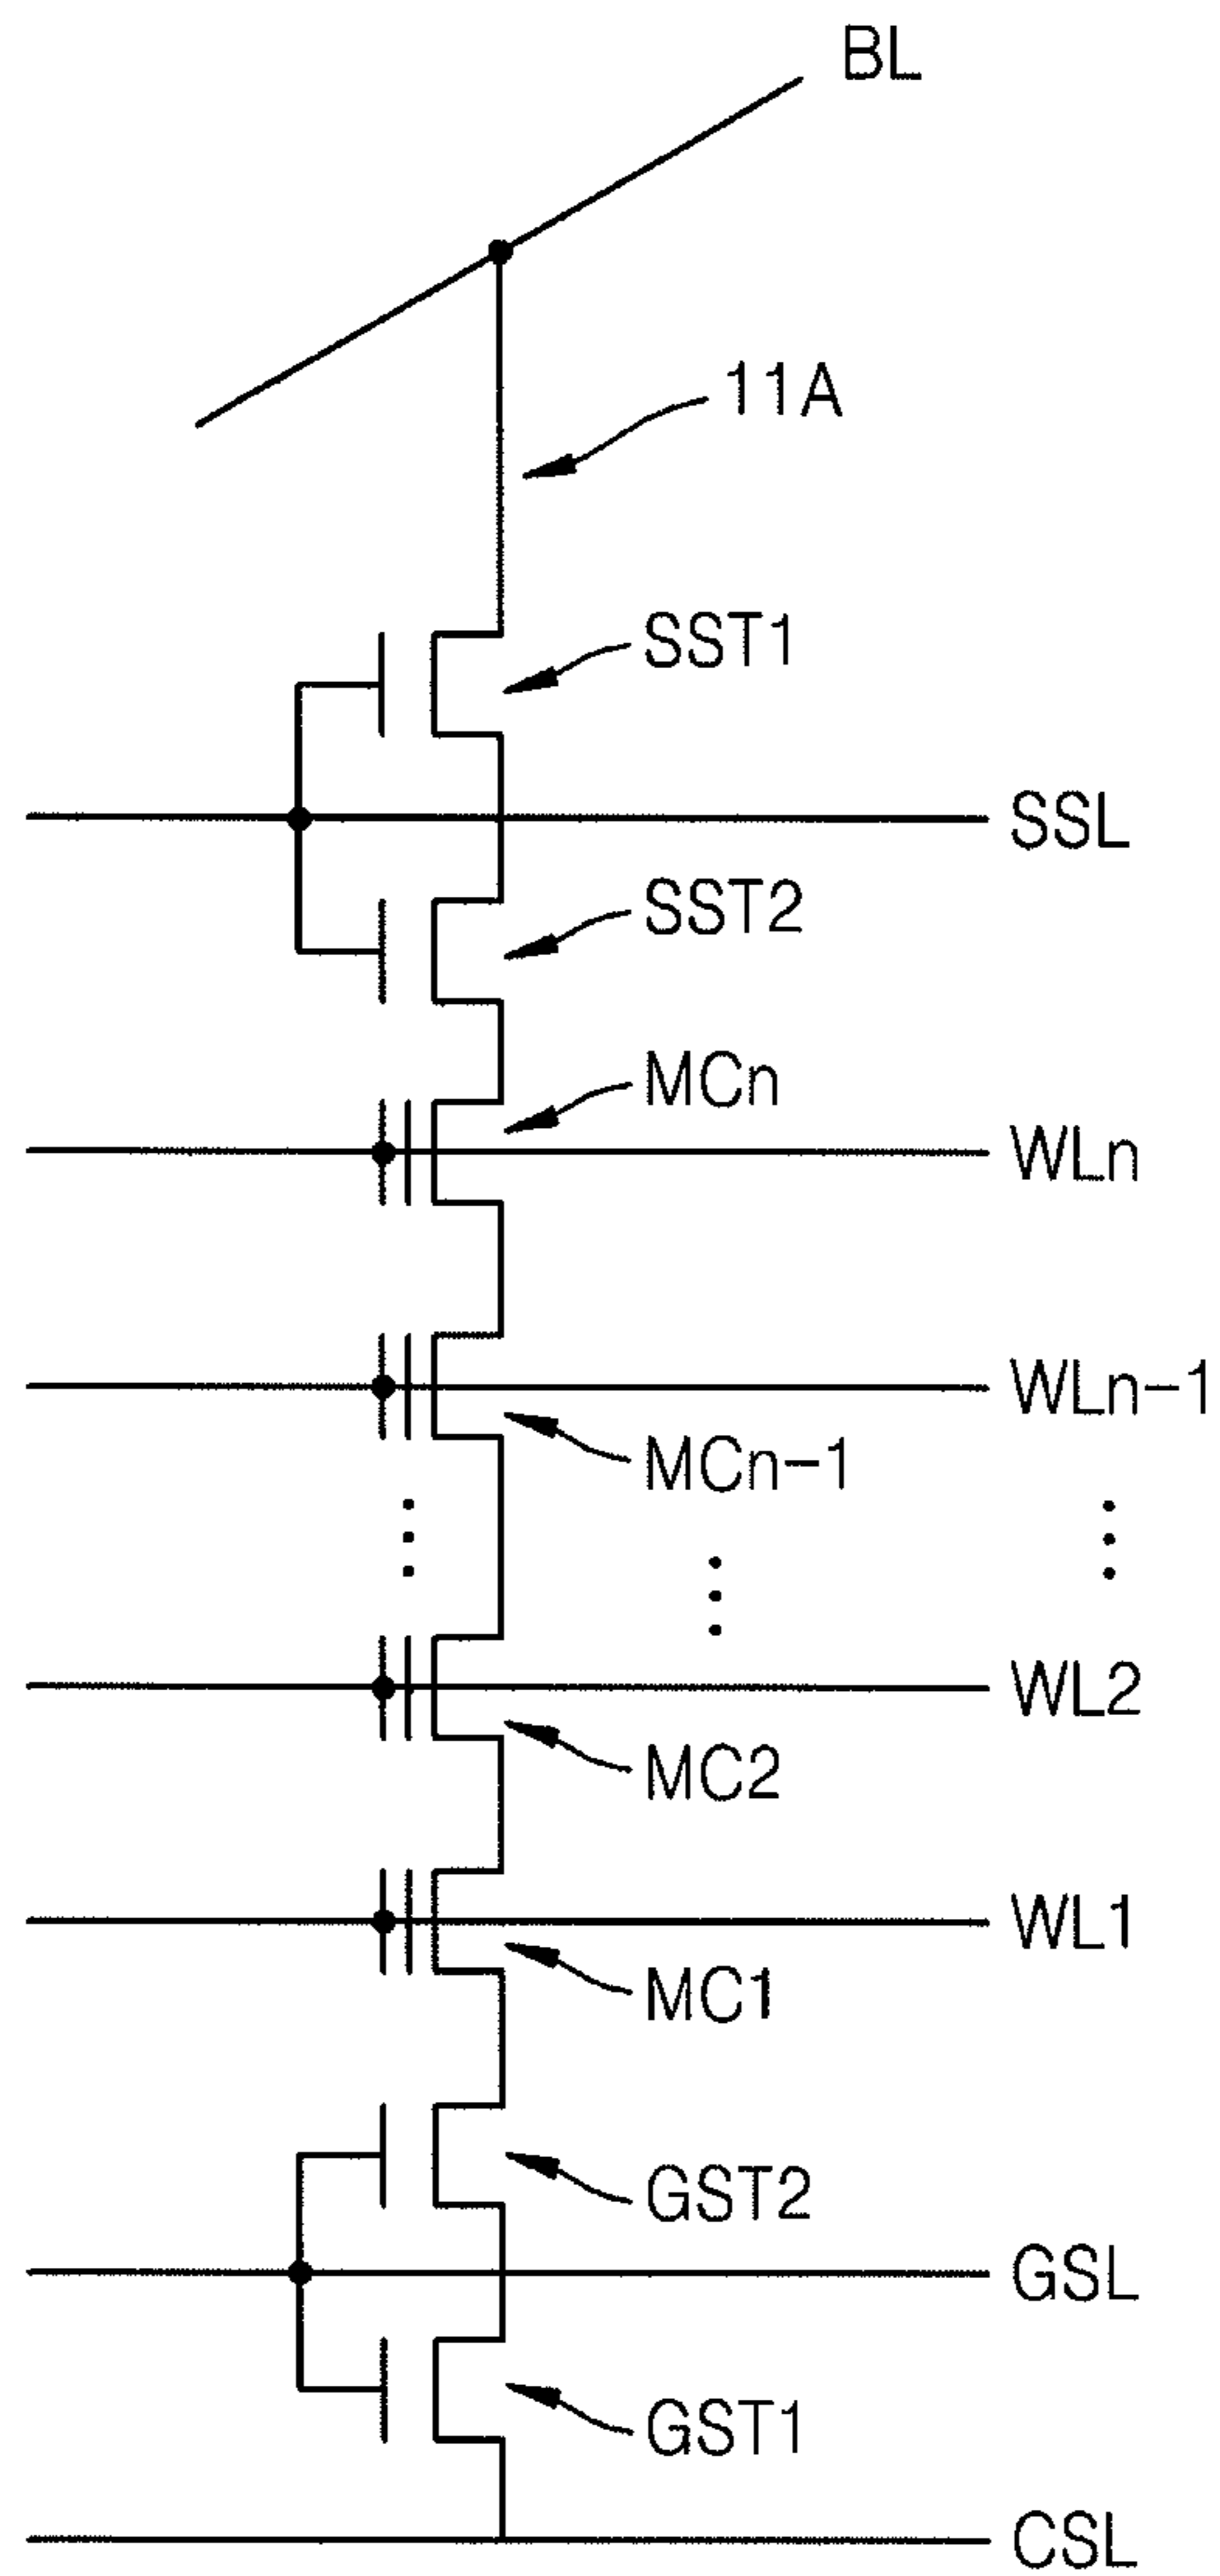 BL
11A
SST1
SSL
SST2
MCn
WLn
WLn-1
MCn-1
WL2
MC2
WL1
MC1
GST2
GSL
GST1
CSL